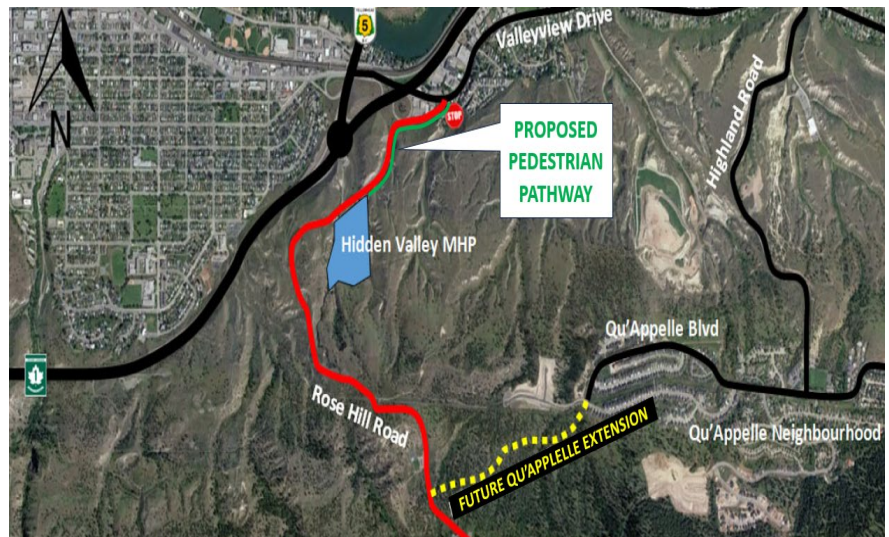 5
Valleyview Drive
Highland Road
N
STOP
PROPOSED
PEDESTRIAN
PATHWAY
Hidden Valley MHP
Qu'Appelle Blvd
Rose Hill Road
Qu'Appelle Neighbourhood
FUTURE QU'APPLELLE EXTENSION